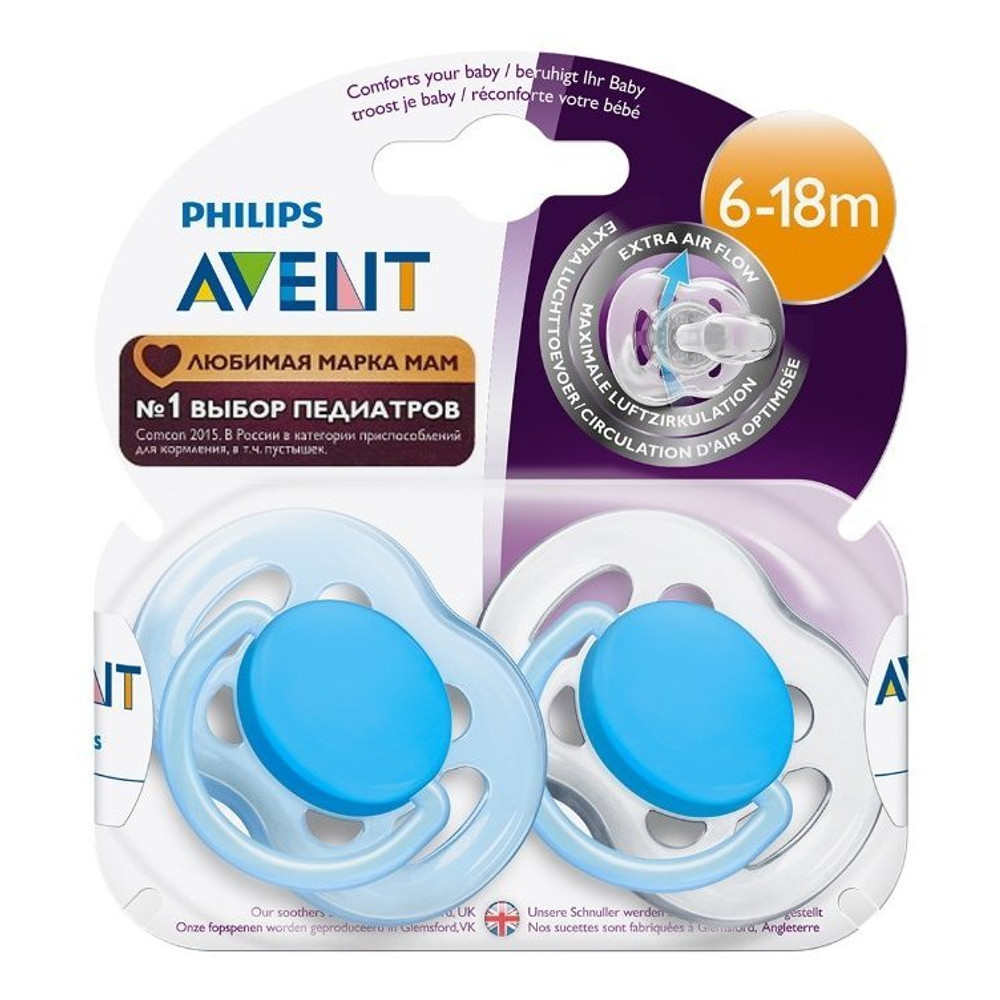 Comforts your baby / beruhigt Ihr Baby
troost je baby / réconforte votre bébé
6-18m
PHILIPS
AVENT
EXTRA AIR FLOW
EXTRA LUCHTTOEVOER/CIRCULATION D'AIR OPTIMISÉE
MAXIMALE LUFTZIRKULATION
ЛЮБИМАЯ МАРКА МАМ
№1 ВЫБОР ПЕДИАТРОВ
Comcon 2015. В России в категории приспособлений
для кормления, в т.ч. пустышек.
NT
A
s
Our soothers UK
Unsere Schnuller werden
Onze fopspenen worden geproduceerd in Glemsford, VK
Nos sucettes sont fabriquées à Glemsford, Angleterre